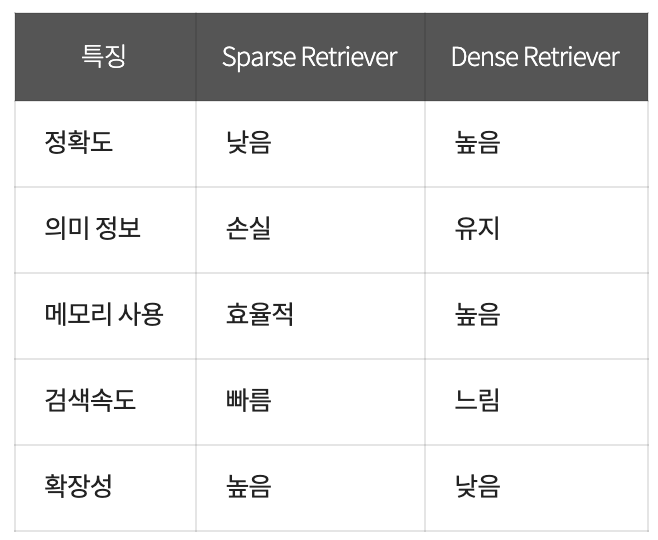 특징 Sparse Retriever Dense Retriever
정확도 낮음 높음
의미 정보 손실 유지
메모리 사용 효율적 높음
검색속도 빠름 느림
확장성 높음 낮음